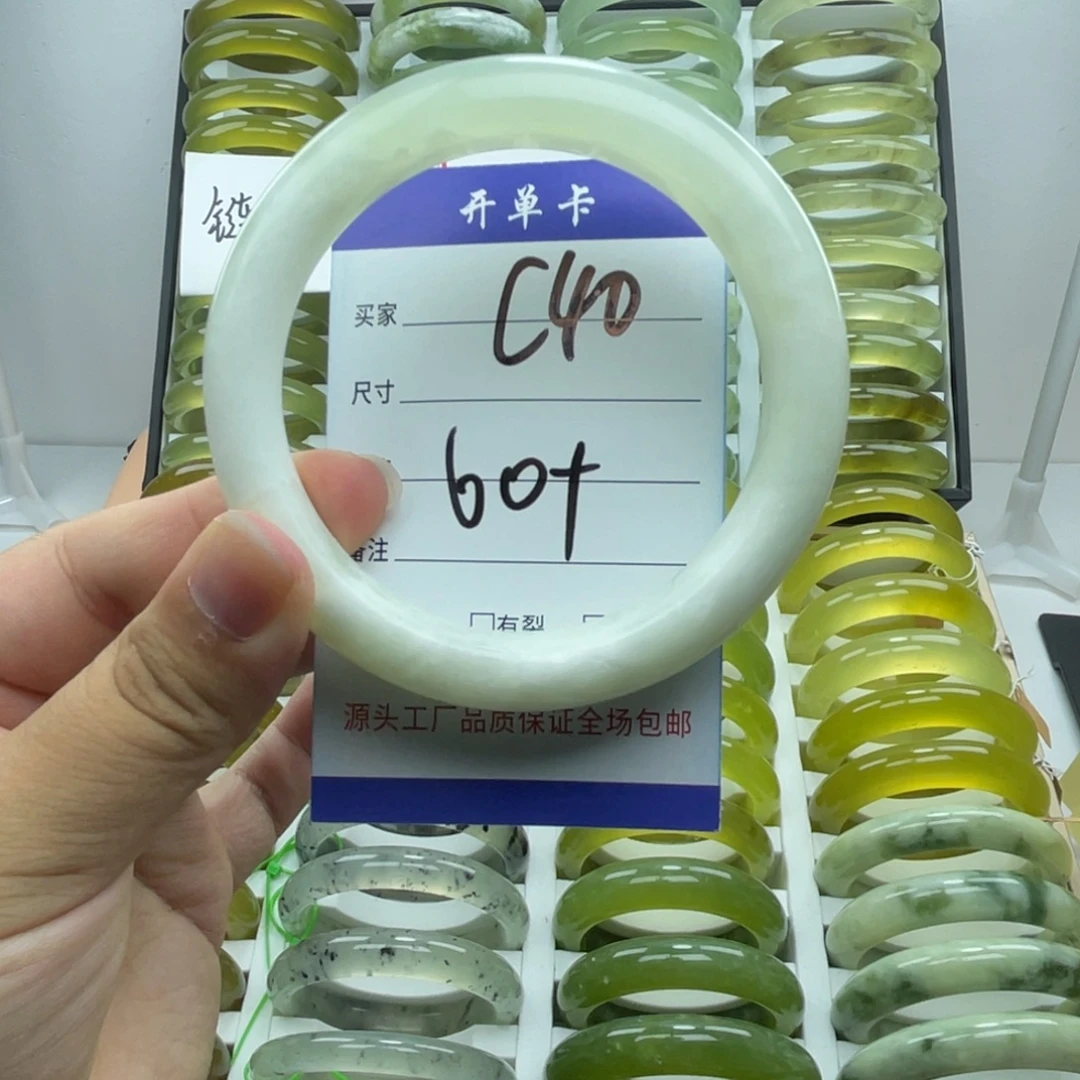 开单卡
买家 C40
尺寸
60+
备注
□有裂 □
源头工厂品质保证全场包邮